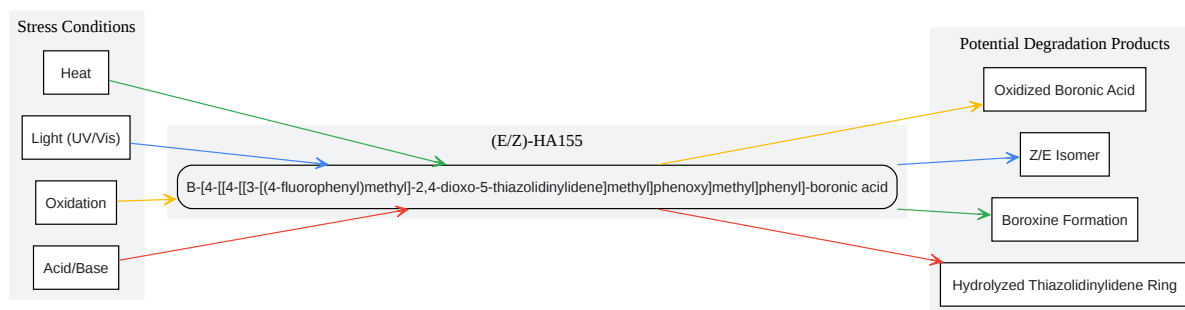 Stress Conditions
Heat
Light (UV/Vis)
Oxidation
Acid/Base
(E/Z)-HA155
B-[4-[[4-[[3-[(4-fluorophenyl)methyl]-2,4-dioxo-5-thiazolidinylidene]methyl]phenoxy]methyl]phenyl]-boronic acid
Potential Degradation Products
Oxidized Boronic Acid
Z/E Isomer
Boroxine Formation
Hydrolyzed Thiazolidinylidene Ring